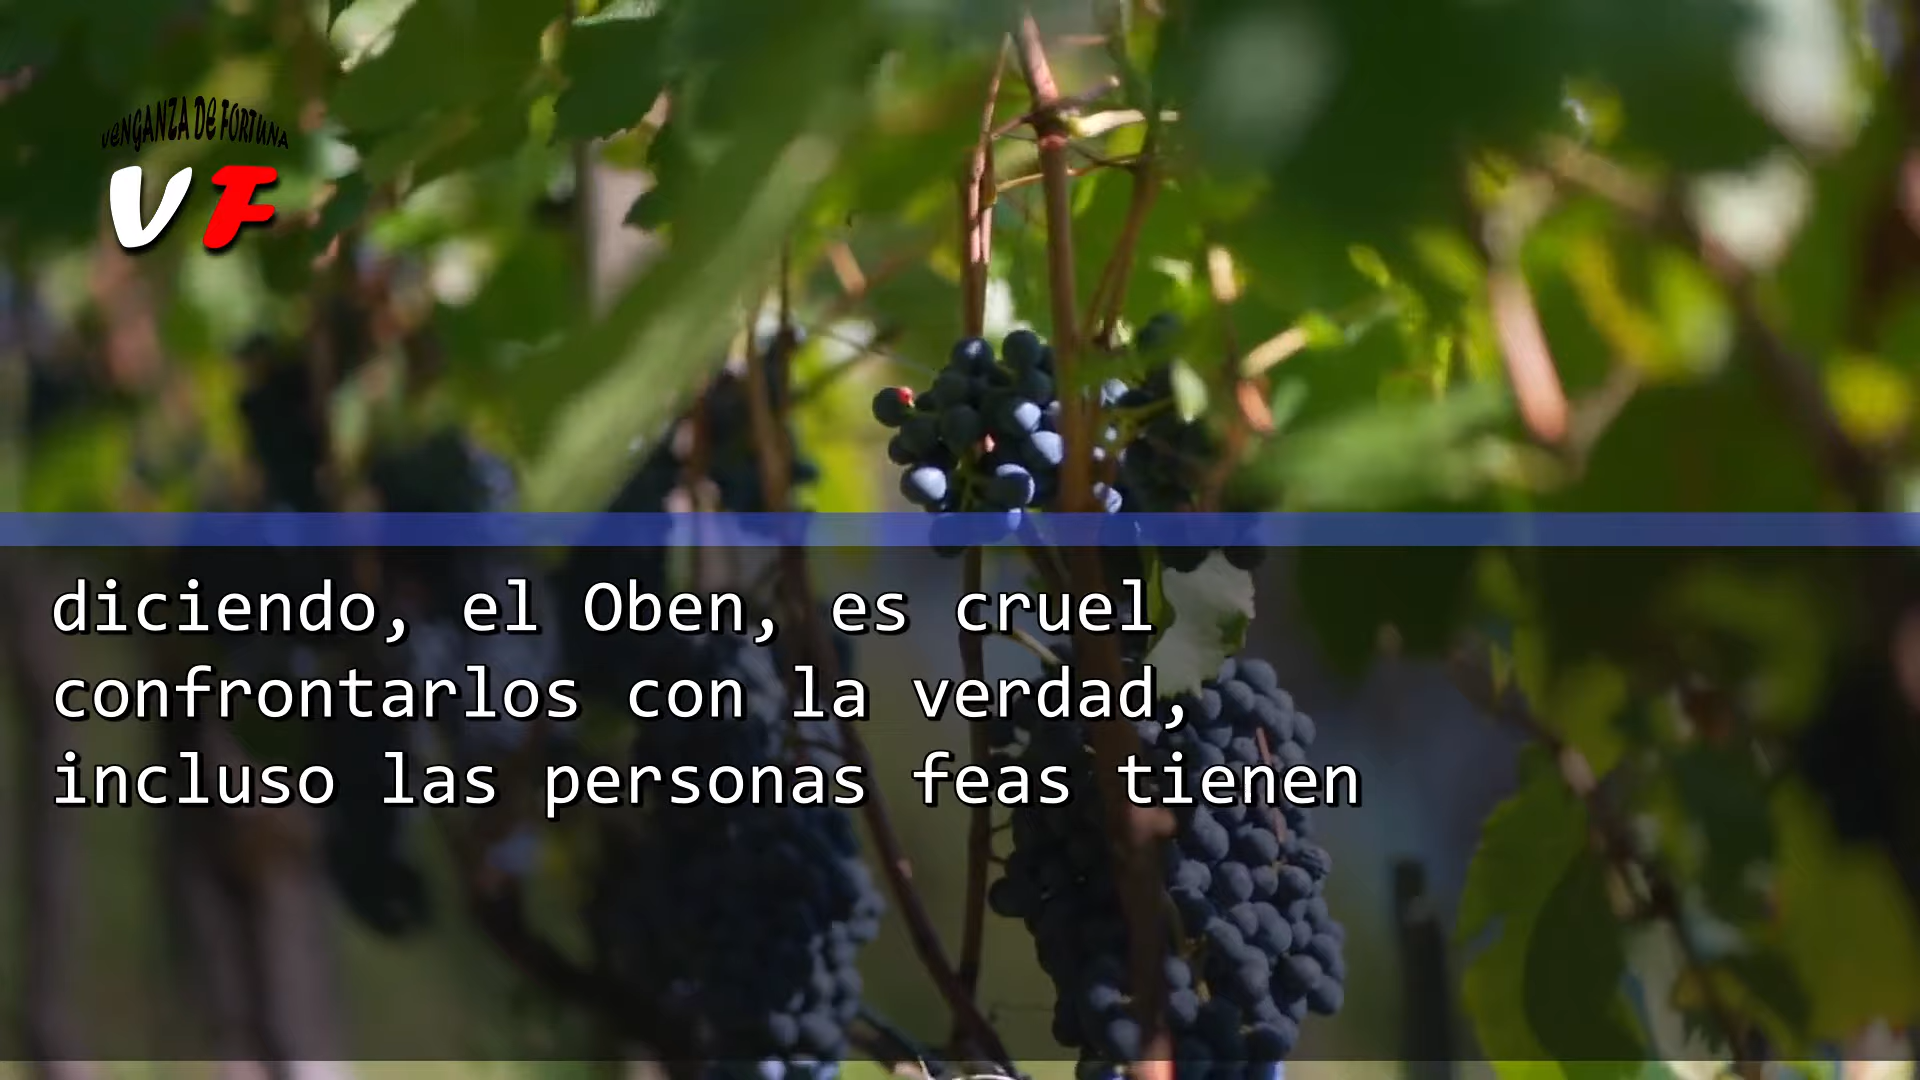 VENGANZA DE FORTUNA
VF
diciendo, el Oben, es cruel
confrontarlos con la verdad,
incluso las personas feas tienen